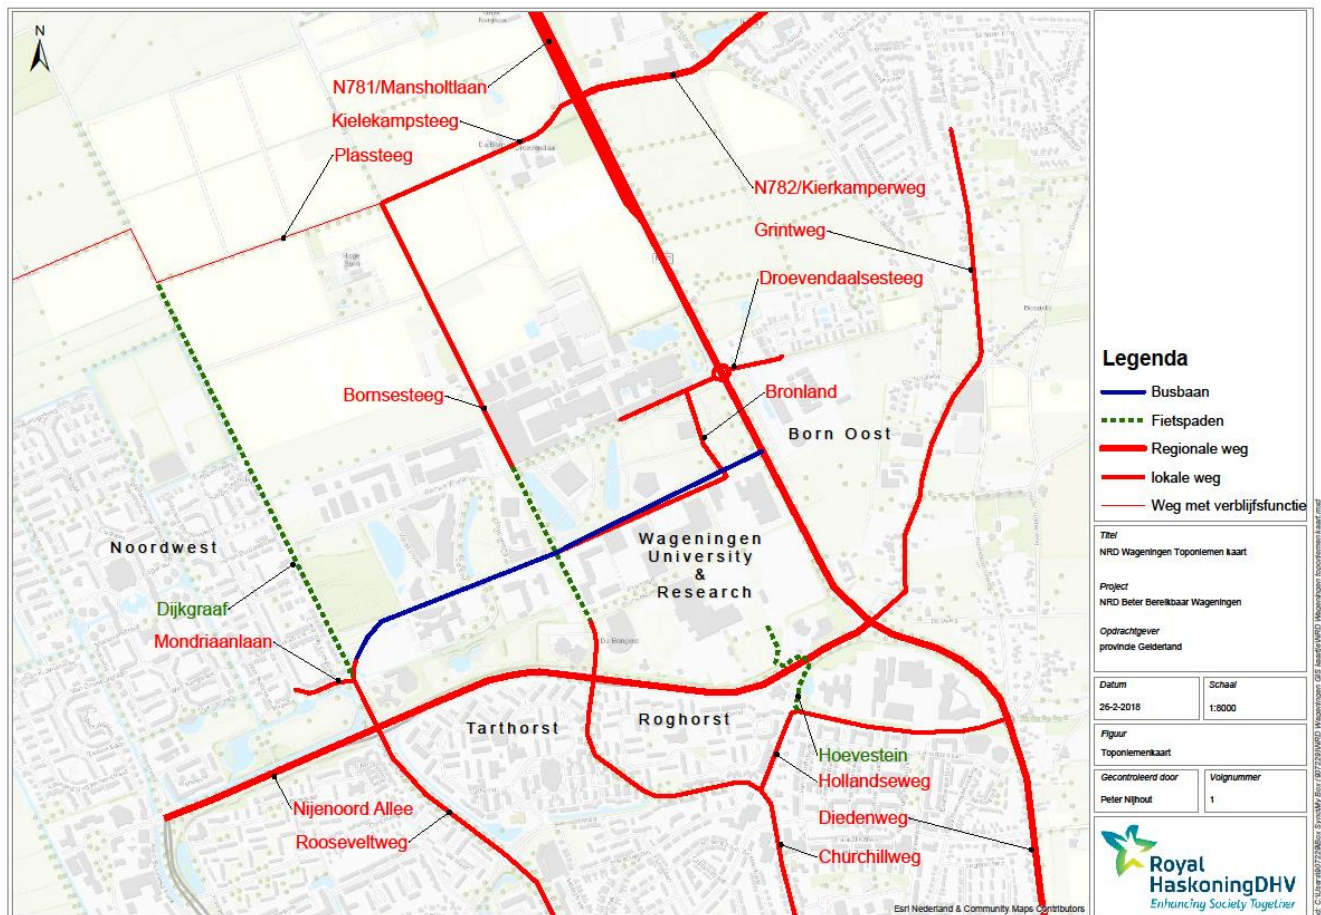 N
N781/Mansholtlaan
Kielekampsteeg
Plassteeg
N782/Kierkamperweg
Grintweg
Droevendaalsesteeg
Bornsesteeg
Bronland
Born Oost
Noordwest
Wageningen
University
&
Research
Dijkgraaf
Mondriaanlaan
Tarthorst
Roghorst
Hoevestein
Hollandseweg
Nijenoord Allee
Rooseveltweg
Diedenweg
Churchillweg
Esri Nederland & Community Maps Contributors
Legenda
Busbaan
Fietspaden
Regionale weg
lokale weg
Weg met verblijfsfunctie
Titel
NRD Wageningen Toponiemen kaart
Project
NRD Beter Bereikbaar Wageningen
Opdrachtgever
provincie Gelderland
Datum
26-2-2018
Schaal
1:8000
Figuur
Toponiemenkaart
Gecontroleerd door
Peter Nijhout
Volgnummer
1
Royal
HaskoningDHV
Enhancing Society Together